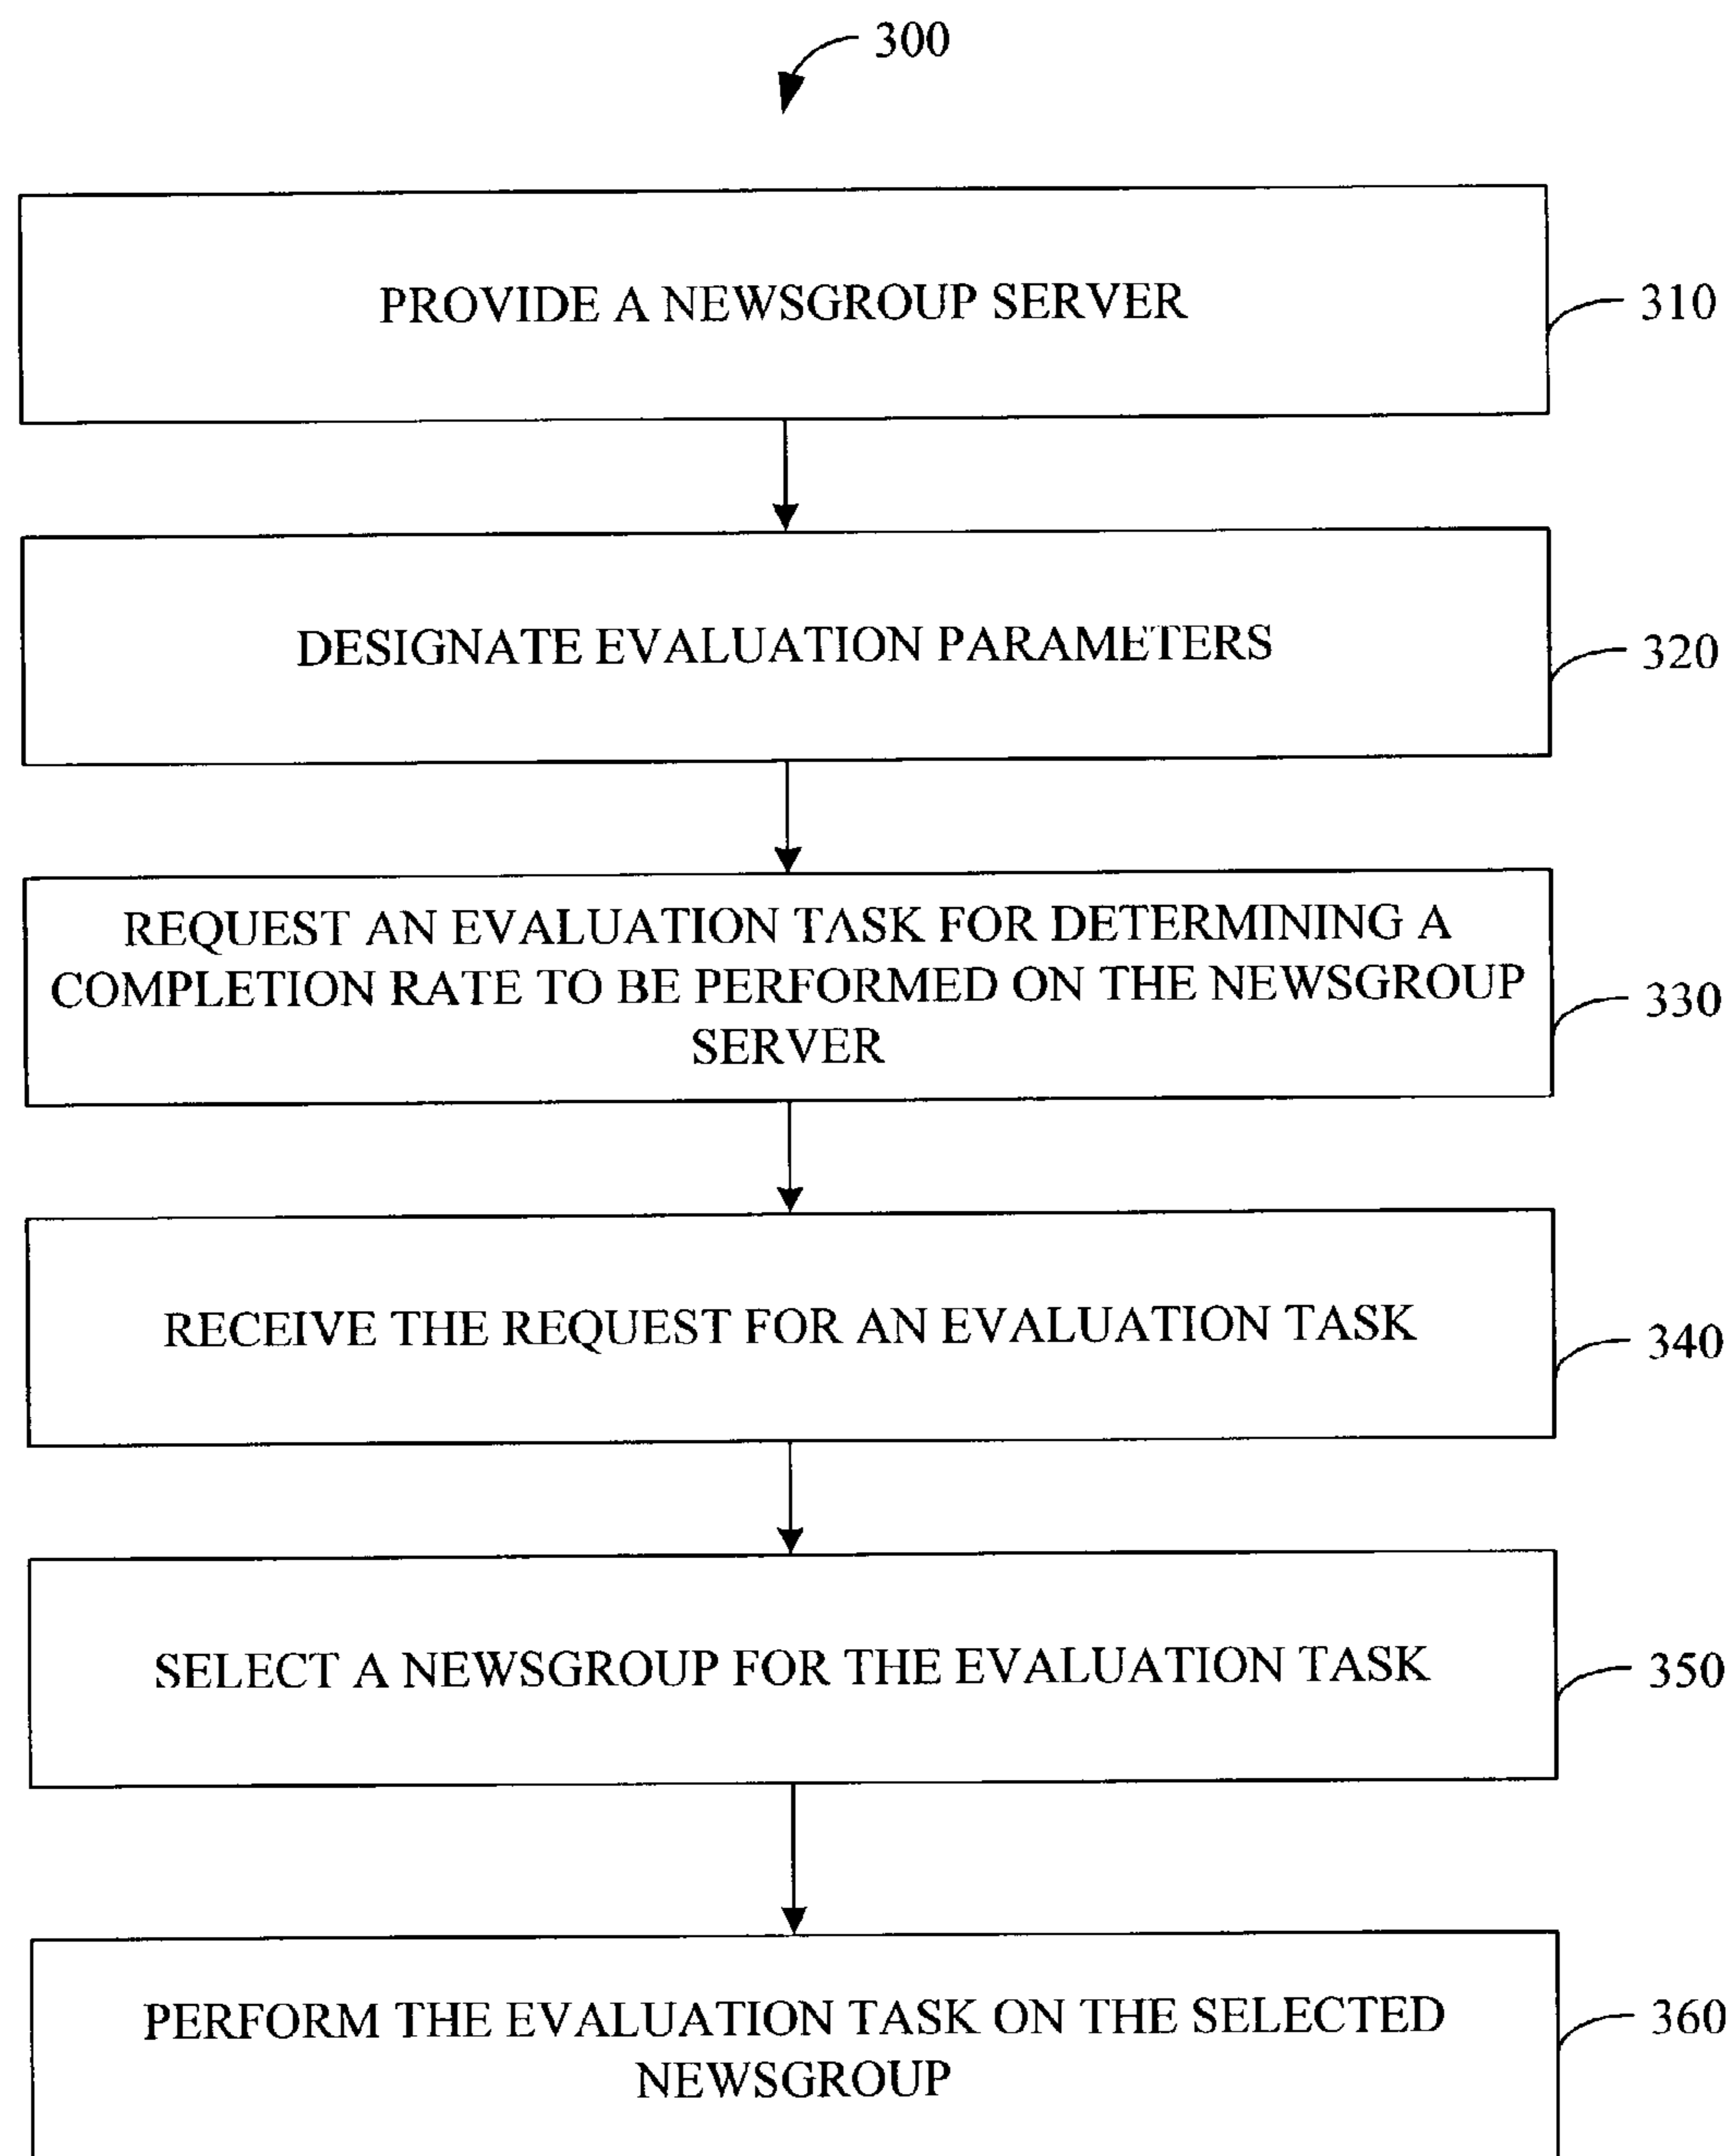 300
PROVIDE A NEWSGROUP SERVER
310
DESIGNATE EVALUATION PARAMETERS
320
REQUEST AN EVALUATION TASK FOR DETERMINING A
COMPLETION RATE TO BE PERFORMED ON THE NEWSGROUP
SERVER
330
RECEIVE THE REQUEST FOR AN EVALUATION TASK
340
SELECT A NEWSGROUP FOR THE EVALUATION TASK
350
PERFORM THE EVALUATION TASK ON THE SELECTED
NEWSGROUP
360